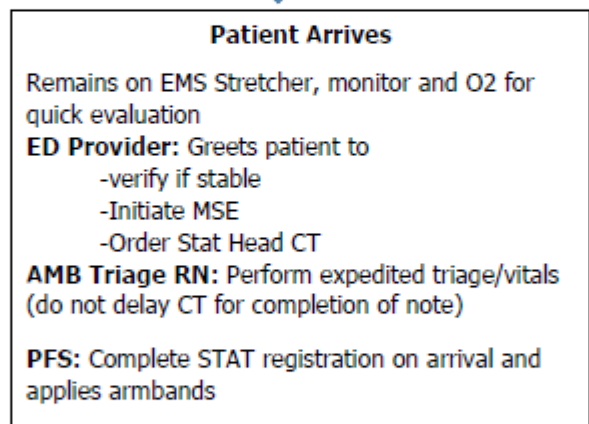 Patient Arrives
Remains on EMS Stretcher, monitor and O2 for
quick evaluation
ED Provider: Greets patient to
-verify if stable
-Initiate MSE
-Order Stat Head CT
AMB Triage RN: Perform expedited triage/vitals
(do not delay CT for completion of note)
PFS: Complete STAT registration on arrival and
applies armbands